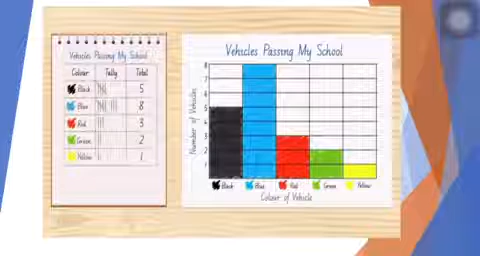 Vehicles Passing My School
Colour Tally Total
Black 5
Blue 8
Red 3
Green 2
Yellow 1
Vehicles Passing My School
Number of Vehicles
8
7
6
5
4
3
2
1
Black Blue Red Green Yellow
Colour of Vehicle